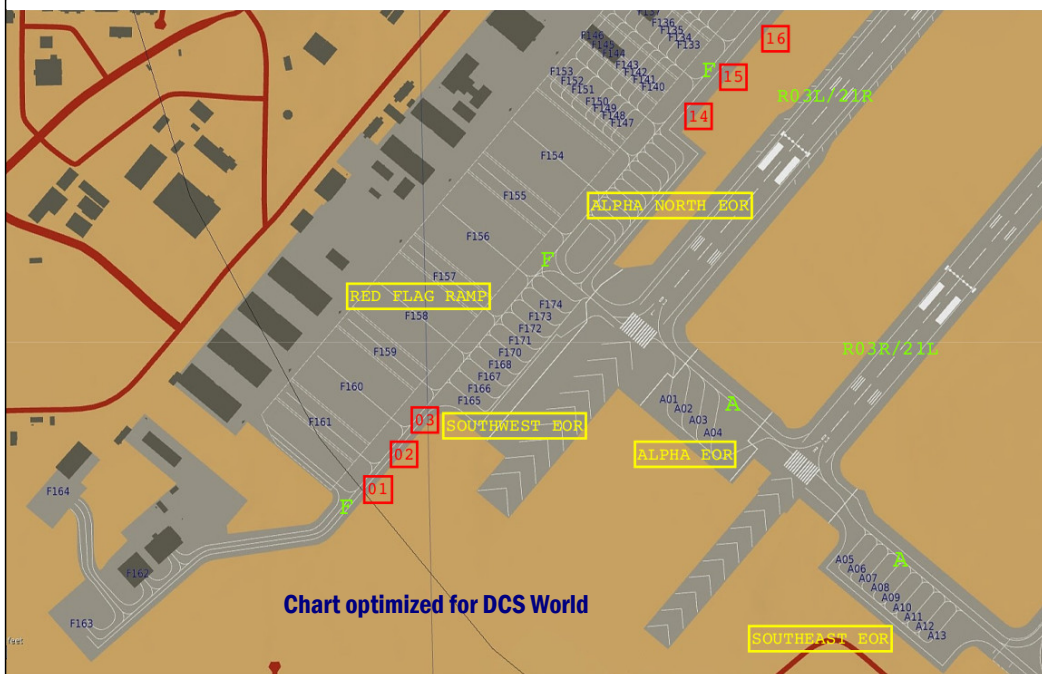 F137
F136
F135
F134
F133
16
F146
F145
F144
F143
F142
F141
F140
F
15
F153
F152
F151
F150
F149
F148
F147
R03L/21R
14
F154
F155
ALPHA NORTH EOR
F156
F
F157
RED FLAG RAMP
F158
F174
F173
F172
F171
F170
F168
F167
F166
F165
F159
R03R/21L
F160
F161
A01
A02
A03
A04
A
03
SOUTHWEST EOR
02
ALPHA EOR
01
F
F164
F162
F163
A05
A06
A07
A08
A09
A10
A11
A12
A13
A
Chart optimized for DCS World
SOUTHEAST EOR
feet